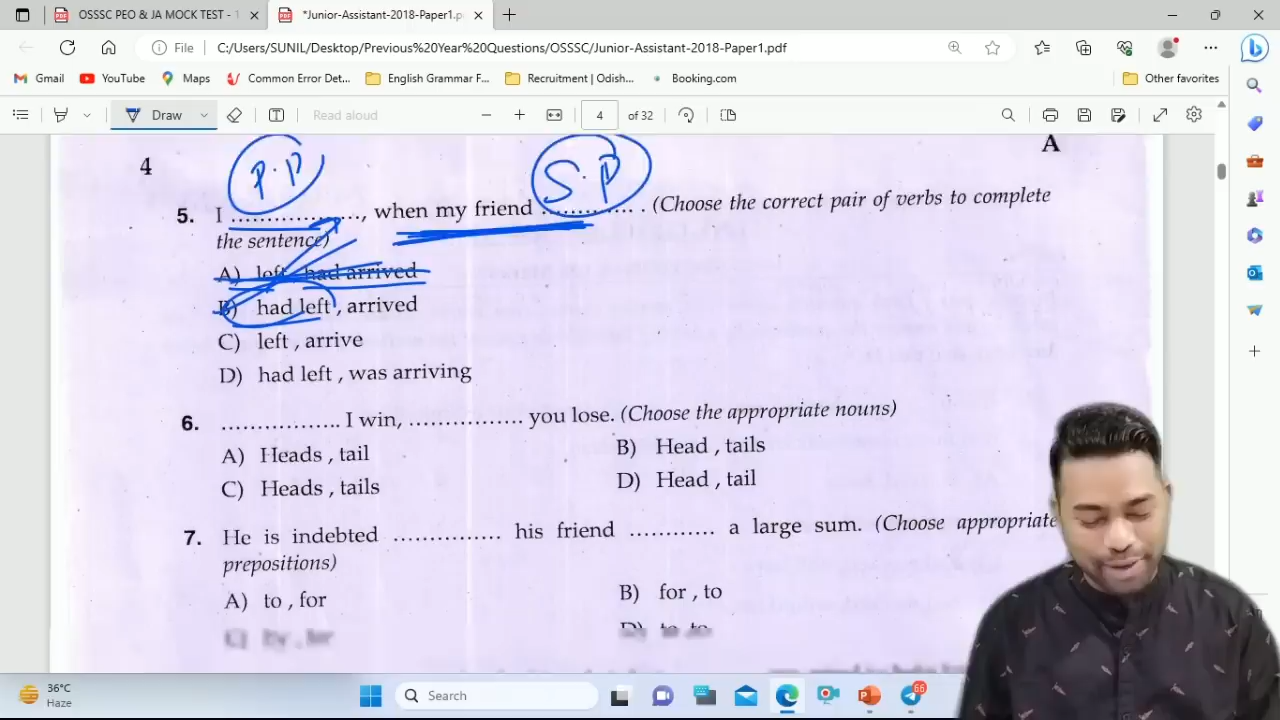 OSSSC PEO & JA MOCK TEST - 1
*Junior-Assistant-2018-Paper1.p
File C:/Users/SUNIL/Desktop/Previous%20Year%20Questions/OSSSC/Junior-Assistant-2018-Paper1.pdf
Gmail YouTube Maps Common Error Det... English Grammar F... Recruitment | Odish... Booking.com Other favorites
Draw Read aloud 4 of 32
4 P.P S.P A
5. I ..................., when my friend .............. . (Choose the correct pair of verbs to complete
the sentence)
A) left, had arrived
B) had left , arrived
C) left , arrive
D) had left , was arriving
6. ................. I win, ................ you lose. (Choose the appropriate nouns)
A) Heads , tail B) Head , tails
C) Heads , tails D) Head , tail
7. He is indebted ............... his friend ............ a large sum. (Choose appropriate
prepositions)
A) to , for B) for , to
36°C
Haze
Search
66